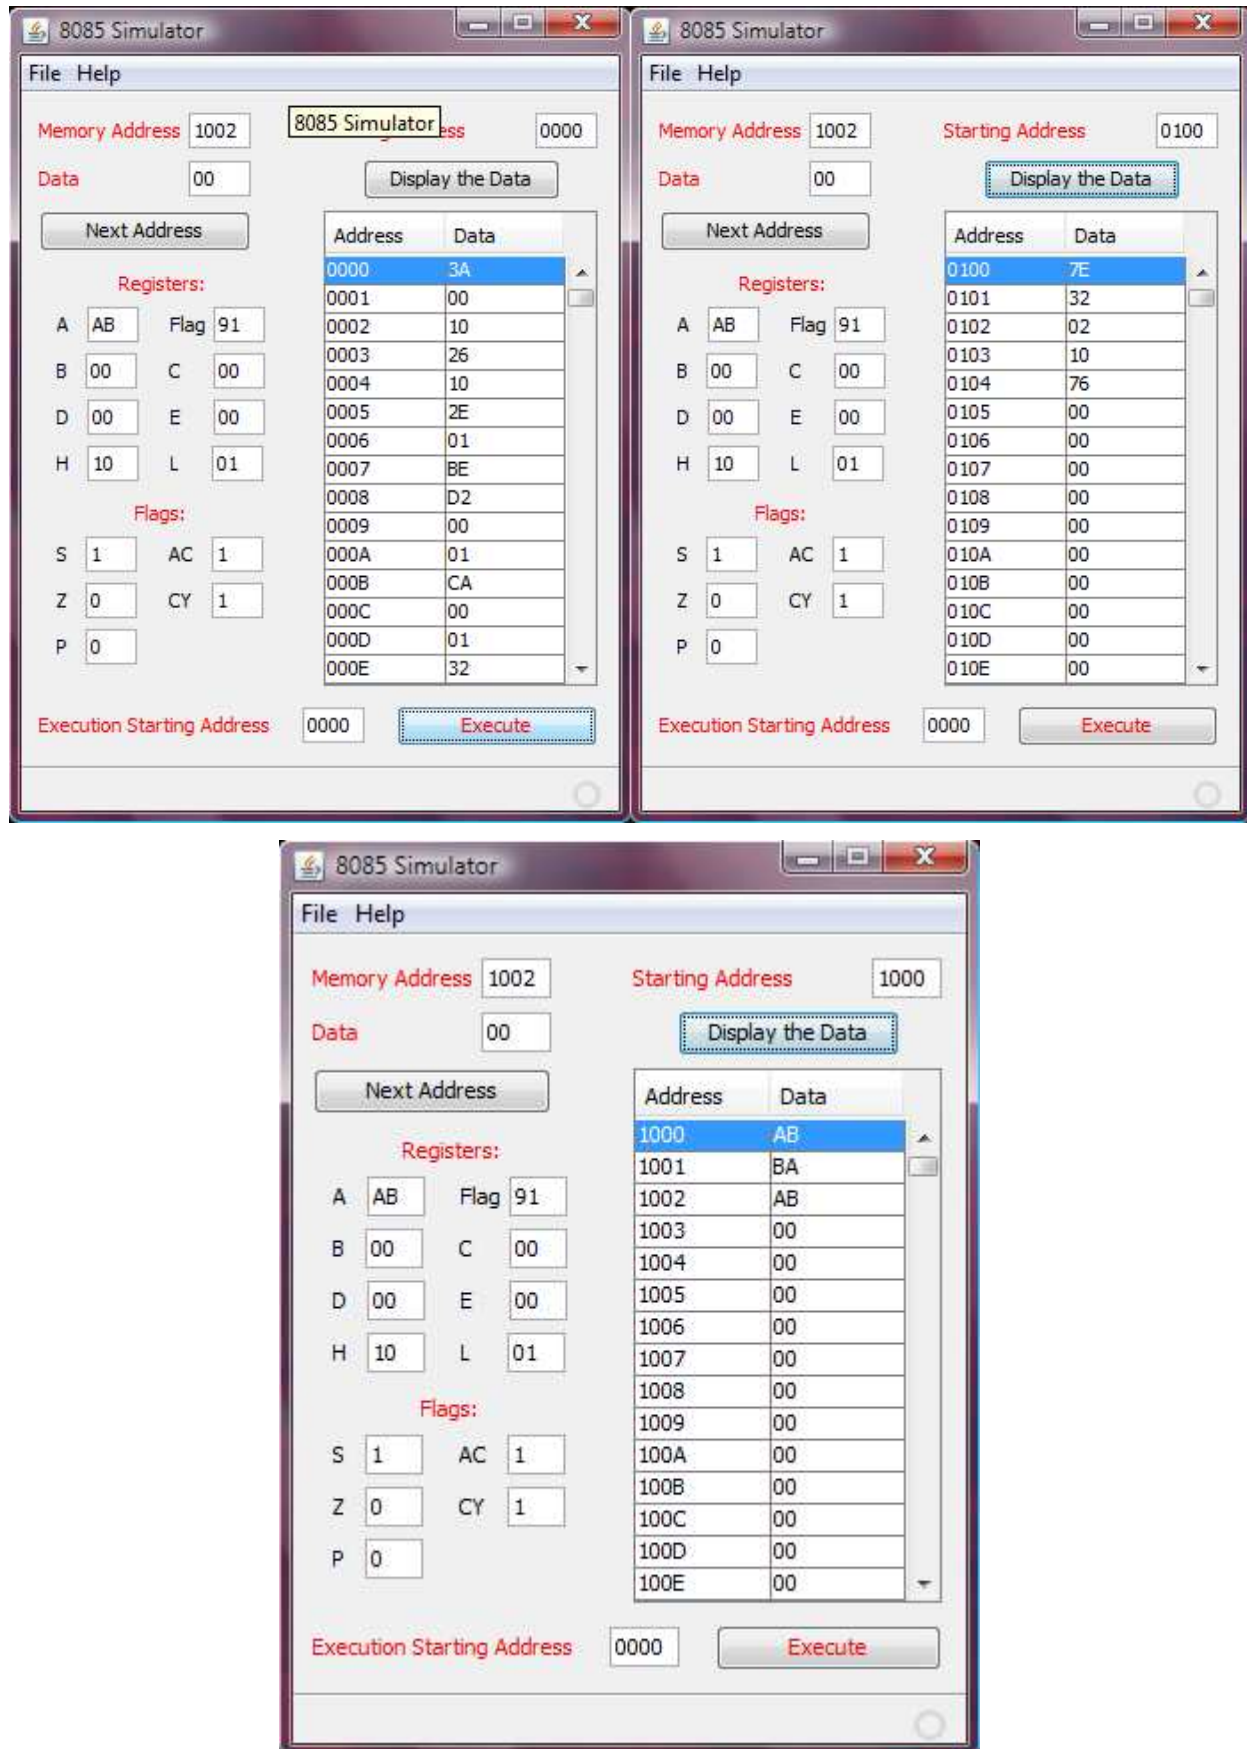 8085 Simulator
File Help
Memory Address 1002 8085 Simulator ess 0000
Data 00 Display the Data
Next Address Address Data
0000 3A
Registers: 0001 00
A AB Flag 91 0002 10
0003 26
B 00 C 00 0004 10
D 00 E 00 0005 2E
0006 01
H 10 L 01 0007 BE
0008 D2
Flags: 0009 00
S 1 AC 1 000A 01
000B CA
Z 0 CY 1 000C 00
000D 01
P 0 000E 32
Execution Starting Address 0000 Execute
8085 Simulator
File Help
Memory Address 1002 Starting Address 0100
Data 00 Display the Data
Next Address Address Data
0100 7E
Registers: 0101 32
A AB Flag 91 0102 02
0103 10
B 00 C 00 0104 76
D 00 E 00 0105 00
0106 00
H 10 L 01 0107 00
0108 00
Flags: 0109 00
S 1 AC 1 010A 00
010B 00
Z 0 CY 1 010C 00
010D 00
P 0 010E 00
Execution Starting Address 0000 Execute
8085 Simulator
File Help
Memory Address 1002 Starting Address 1000
Data 00 Display the Data
Next Address Address Data
1000 AB
Registers: 1001 BA
A AB Flag 91 1002 AB
1003 00
B 00 C 00 1004 00
D 00 E 00 1005 00
1006 00
H 10 L 01 1007 00
1008 00
Flags: 1009 00
S 1 AC 1 100A 00
100B 00
Z 0 CY 1 100C 00
100D 00
P 0 100E 00
Execution Starting Address 0000 Execute